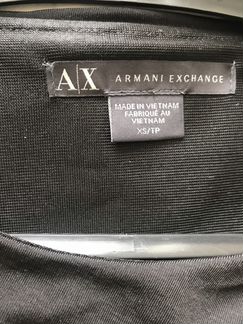 A|X ARMANI EXCHANGE
MADE IN VIETNAM
FABRIQUÉ AU
VIETNAM
XS/TP